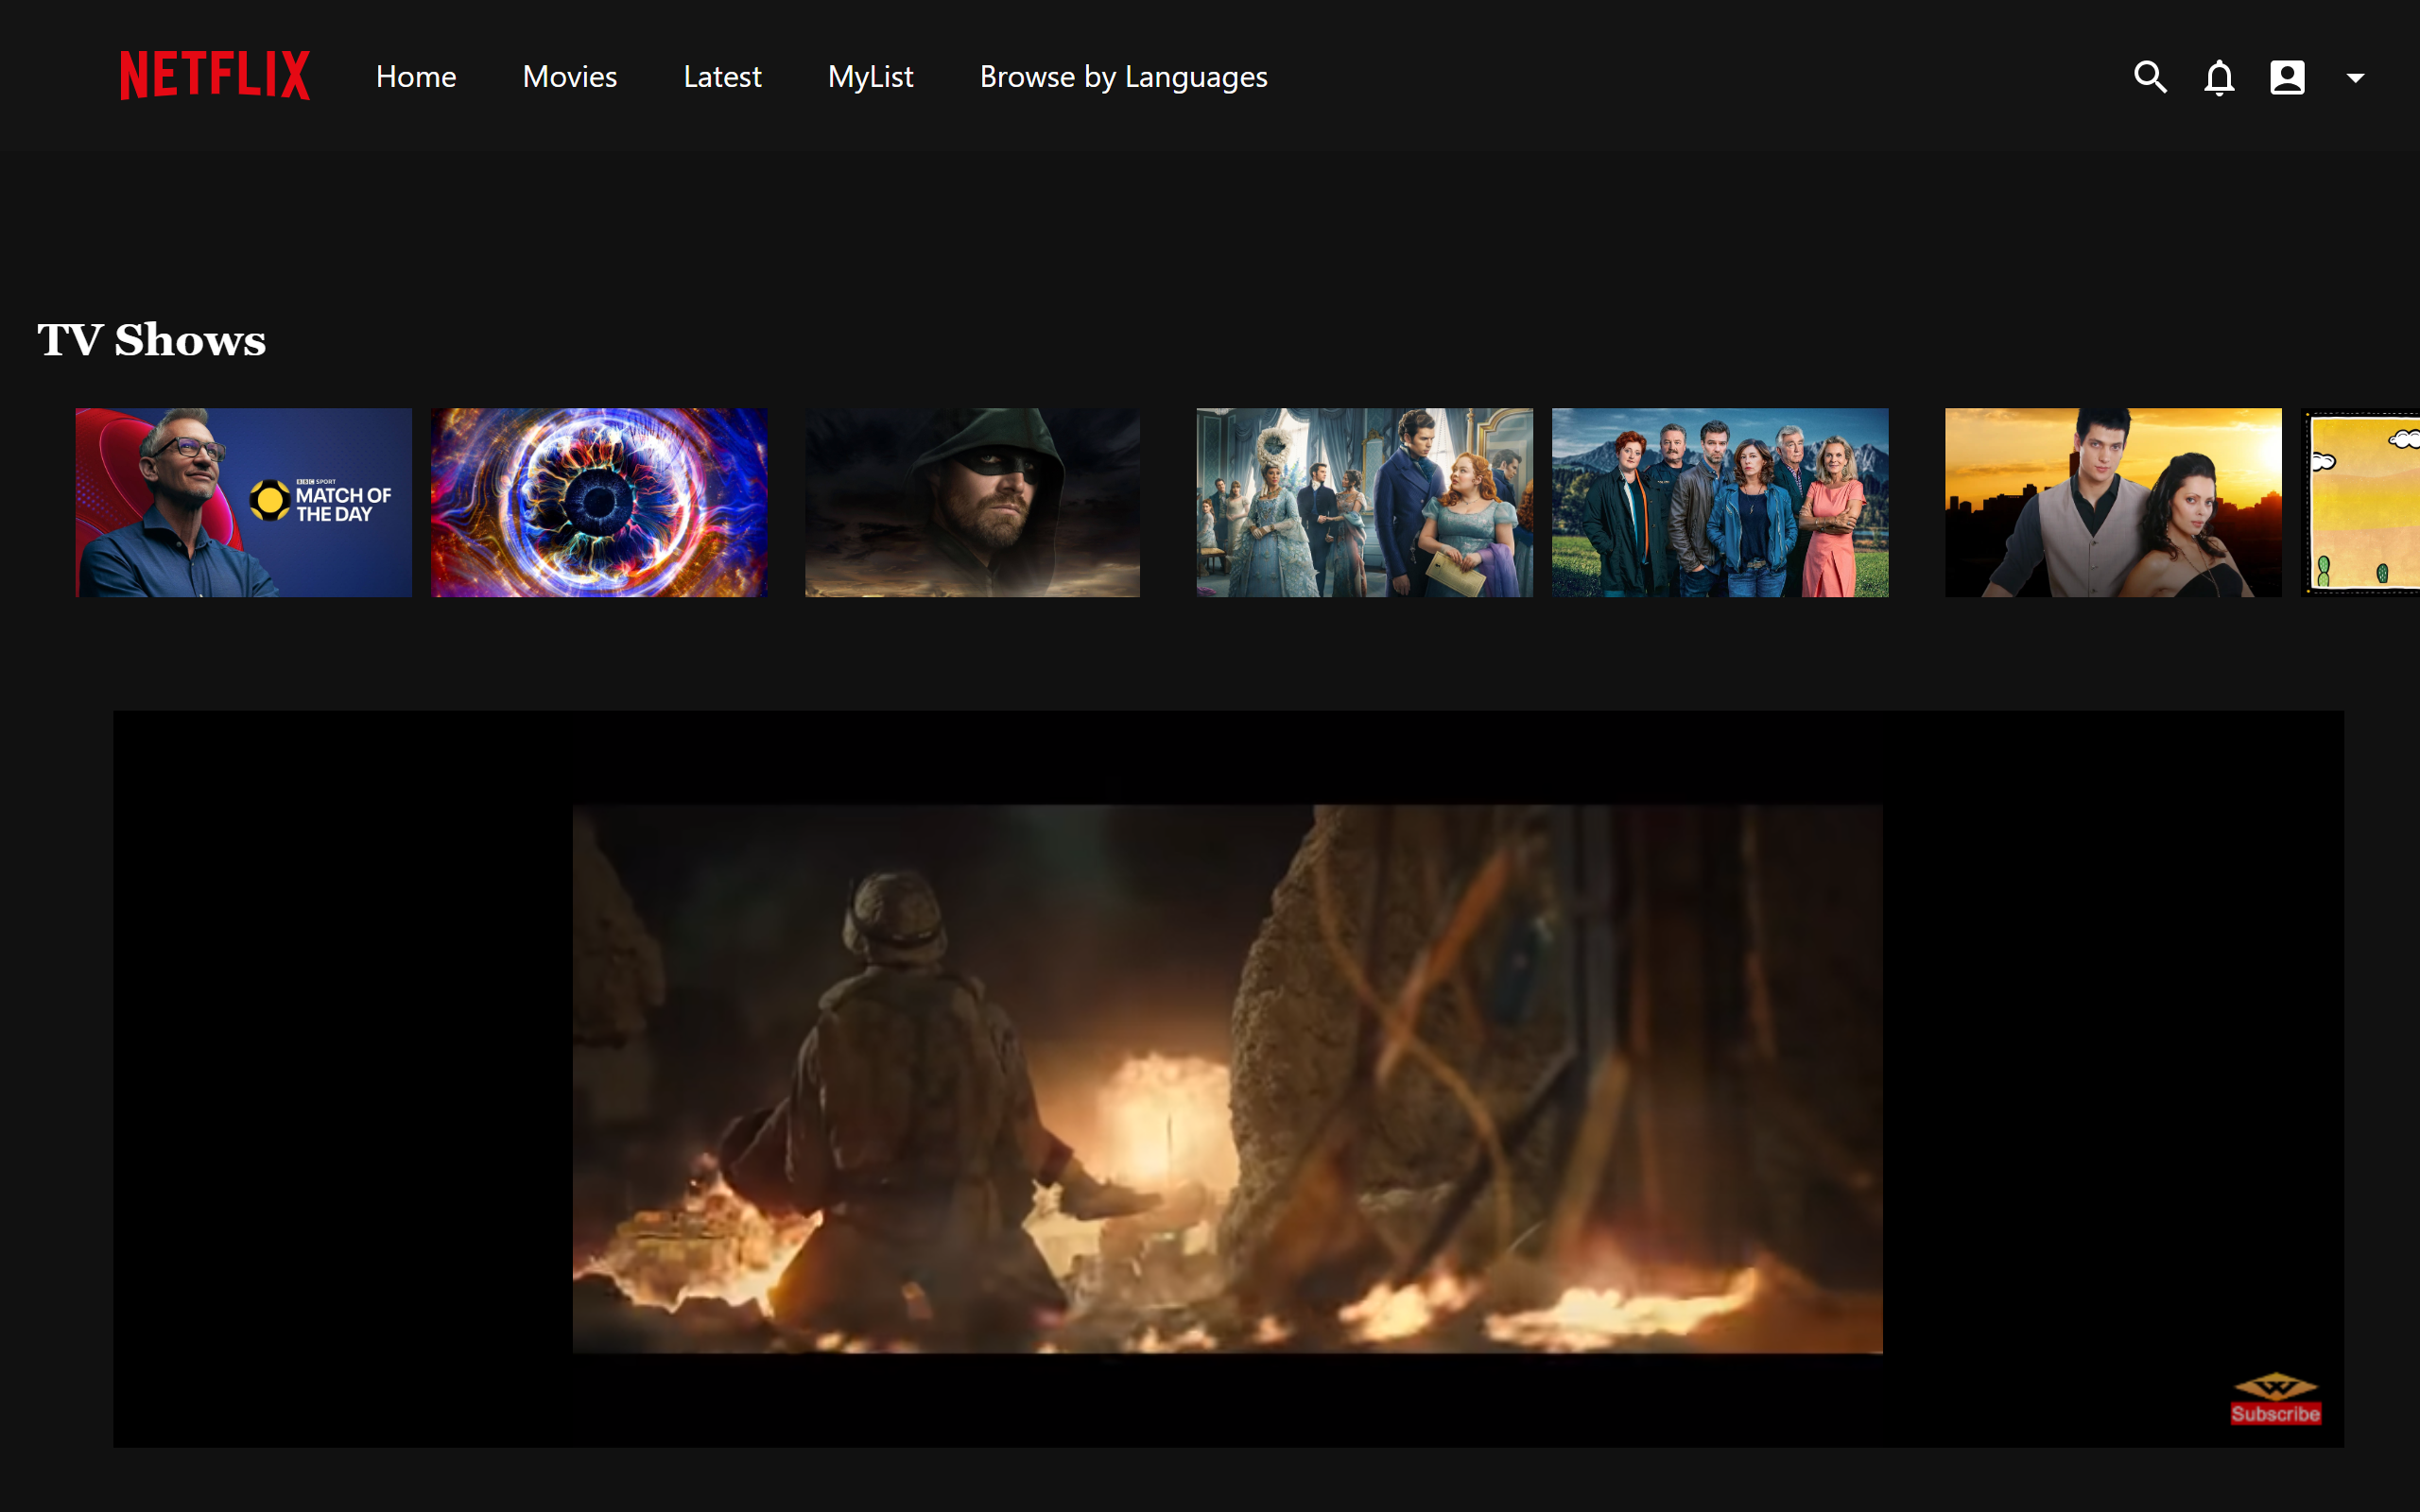 NETFLIX
Home
Movies
Latest
MyList
Browse by Languages
TV Shows
BBC SPORT
MATCH OF
THE DAY
Subscribe